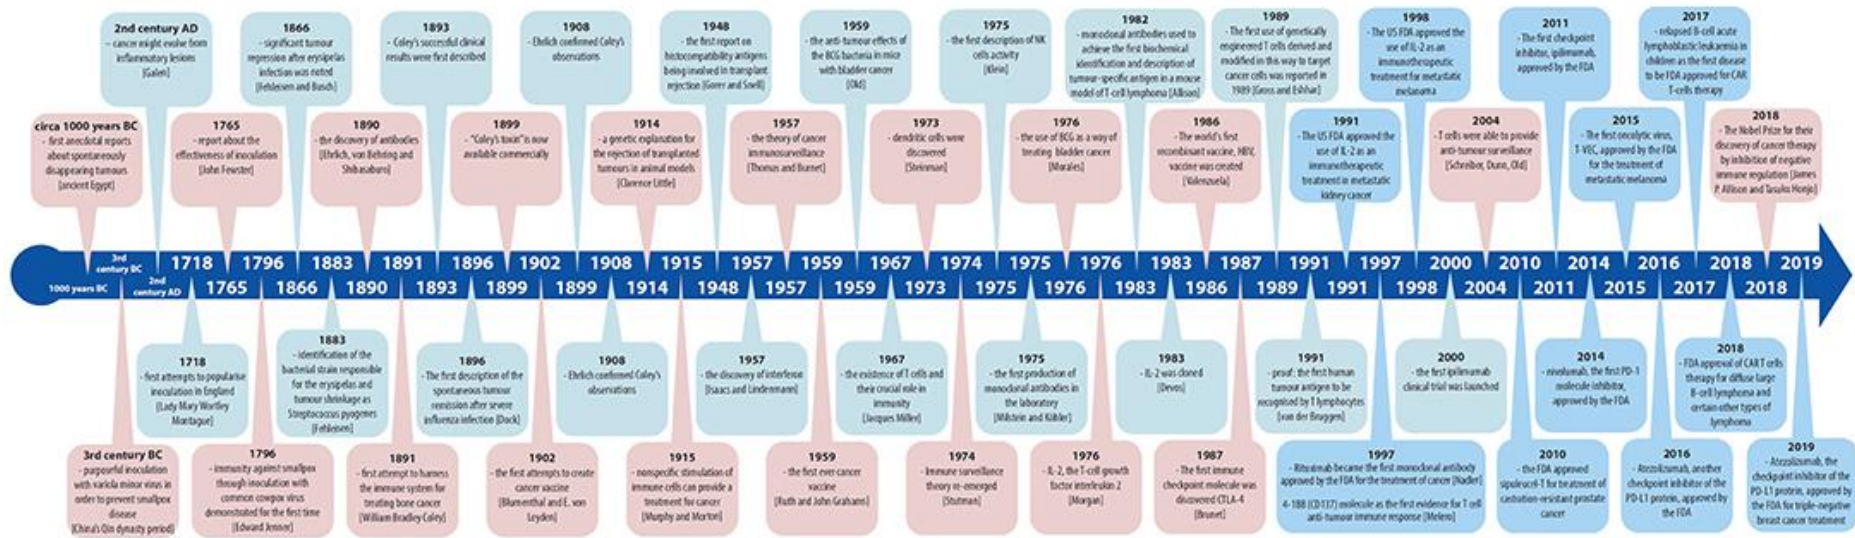 2nd century AD
- cancer might evolve from
inflammatory lesions
[Galen]
1866
- significant tumour
regression after erysipelas
infection was noted
[Fehleisen and Busch]
1893
- Coley's successful clinical
results were first described
1908
- Ehrlich confirmed Coley's
observations
1948
- the first report on
histocompatibility antigens
being involved in transplant
rejection [Gorer and Snell]
1959
- the anti-tumour effects of
the BCG bacteria in mice
with bladder cancer
[Old]
1975
- the first description of NK
cells activity
[Klein]
1982
- monoclonal antibodies used to
achieve the first biochemical
identification and description of
tumour-specific antigen in a mouse
model of T-cell lymphoma [Allison]
1989
- The first use of genetically
engineered T cells derived and
modified in this way to target
cancer cells was reported in
1989 [Gross and Eshhar]
1998
- The US FDA approved the
use of IL-2 as an
immunotherapeutic
treatment for metastatic
melanoma
2011
- The first checkpoint
inhibitor, ipilimumab,
approved by the FDA
2017
- relapsed B-cell acute
lymphoblastic leukaemia in
children as the first disease
to be FDA approved for CAR
T-cells therapy
circa 1000 years BC
- first anecdotal reports
about spontaneously
disappearing tumours
[ancient Egypt]
1765
- report about the
effectiveness of inoculation
[John Fewster]
1890
- the discovery of antibodies
[Ehrlich, von Behring and
Shibasaburo]
1899
- "Coley's toxin" is now
available commercially
1914
- a genetic explanation for
the rejection of transplanted
tumours in animal models
[Clarence Little]
1957
- the theory of cancer
immunosurveillance
[Thomas and Burnet]
1973
- dendritic cells were
discovered
[Steinman]
1976
- the use of BCG as a way of
treating bladder cancer
[Morales]
1986
- The world's first
recombinant vaccine, HBV,
vaccine was created
[Valenzuela]
1991
- The US FDA approved the
use of IL-2 as an
immunotherapeutic
treatment in metastatic
kidney cancer
2004
- T cells were able to provide
anti-tumour surveillance
[Schreiber, Dunn, Old]
2015
- The first oncolytic virus,
T-VEC, approved by the FDA
for the treatment of
metastatic melanoma
2018
- The Nobel Prize for their
discovery of cancer therapy
by inhibition of negative
immune regulation [James
P. Allison and Tasuku Honjo]
3rd
century BC
1718 1796 1883 1891 1896 1902 1908 1915 1957 1959 1967 1974 1975 1976 1983 1987 1991 1997 2000 2010 2014 2016 2018 2019
1000 years BC
2nd
century AD
1765 1866 1890 1893 1899 1899 1914 1948 1957 1959 1973 1975 1976 1983 1986 1989 1991 1998 2004 2011 2015 2017 2018
1718
- first attempts to popularise
inoculation in England
[Lady Mary Wortley
Montague]
1883
- identification of the
bacterial strain responsible
for the erysipelas and
tumour shrinkage as
Streptococcus pyogenes
[Fehleisen]
1896
- The first description of the
spontaneous tumour
remission after severe
influenza infection [Dock]
1908
- Ehrlich confirmed Coley's
observations
1957
- the discovery of interferon
[Isaacs and Lindenmann]
1967
- the existence of T cells and
their crucial role in
immunity
[Jacques Miller]
1975
- the first production of
monoclonal antibodies in
the laboratory
[Milstein and Köhler]
1983
- IL-2 was cloned
[Devos]
1991
- proof: the first human
tumour antigen to be
recognised by T lymphocytes
[van der Bruggen]
2000
- the first ipilimumab
clinical trial was launched
2014
- nivolumab, the first PD-1
molecule inhibitor,
approved by the FDA
2018
- FDA approval of CAR T cells
therapy for diffuse large
B-cell lymphoma and
certain other types of
lymphoma
3rd century BC
- purposeful inoculation
with variola minor virus in
order to prevent smallpox
disease
[China's Qin dynasty period]
1796
- immunity against smallpox
through inoculation with
common cowpox virus
demonstrated for the first time
[Edward Jenner]
1891
- first attempt to harness
the immune system for
treating bone cancer
[William Bradley Coley]
1902
- the first attempts to create
cancer vaccine
[Blumenthal and E. von
Leyden]
1915
- nonspecific stimulation of
immune cells can provide a
treatment for cancer
[Murphy and Morton]
1959
- the first ever cancer
vaccine
[Ruth and John Grahams]
1974
- Immune surveillance
theory re-emerged
[Stutman]
1976
- IL-2, the T-cell growth
factor interleukin 2
[Morgan]
1987
- The first immune
checkpoint molecule was
discovered CTLA-4
[Brunet]
1997
- Rituximab became the first monoclonal antibody
approved by the FDA for the treatment of cancer [Nadler]
4-1BB (CD137) molecule as the first evidence for T cell
anti-tumour immune response [Melero]
2010
- the FDA approved
sipuleucel-T for treatment of
castration-resistant prostate
cancer
2016
- Atezolizumab, another
checkpoint inhibitor of the
PD-L1 protein, approved by
the FDA
2019
- Atezolizumab, the
checkpoint inhibitor of the
PD-L1 protein, approved by
the FDA for triple-negative
breast cancer treatment